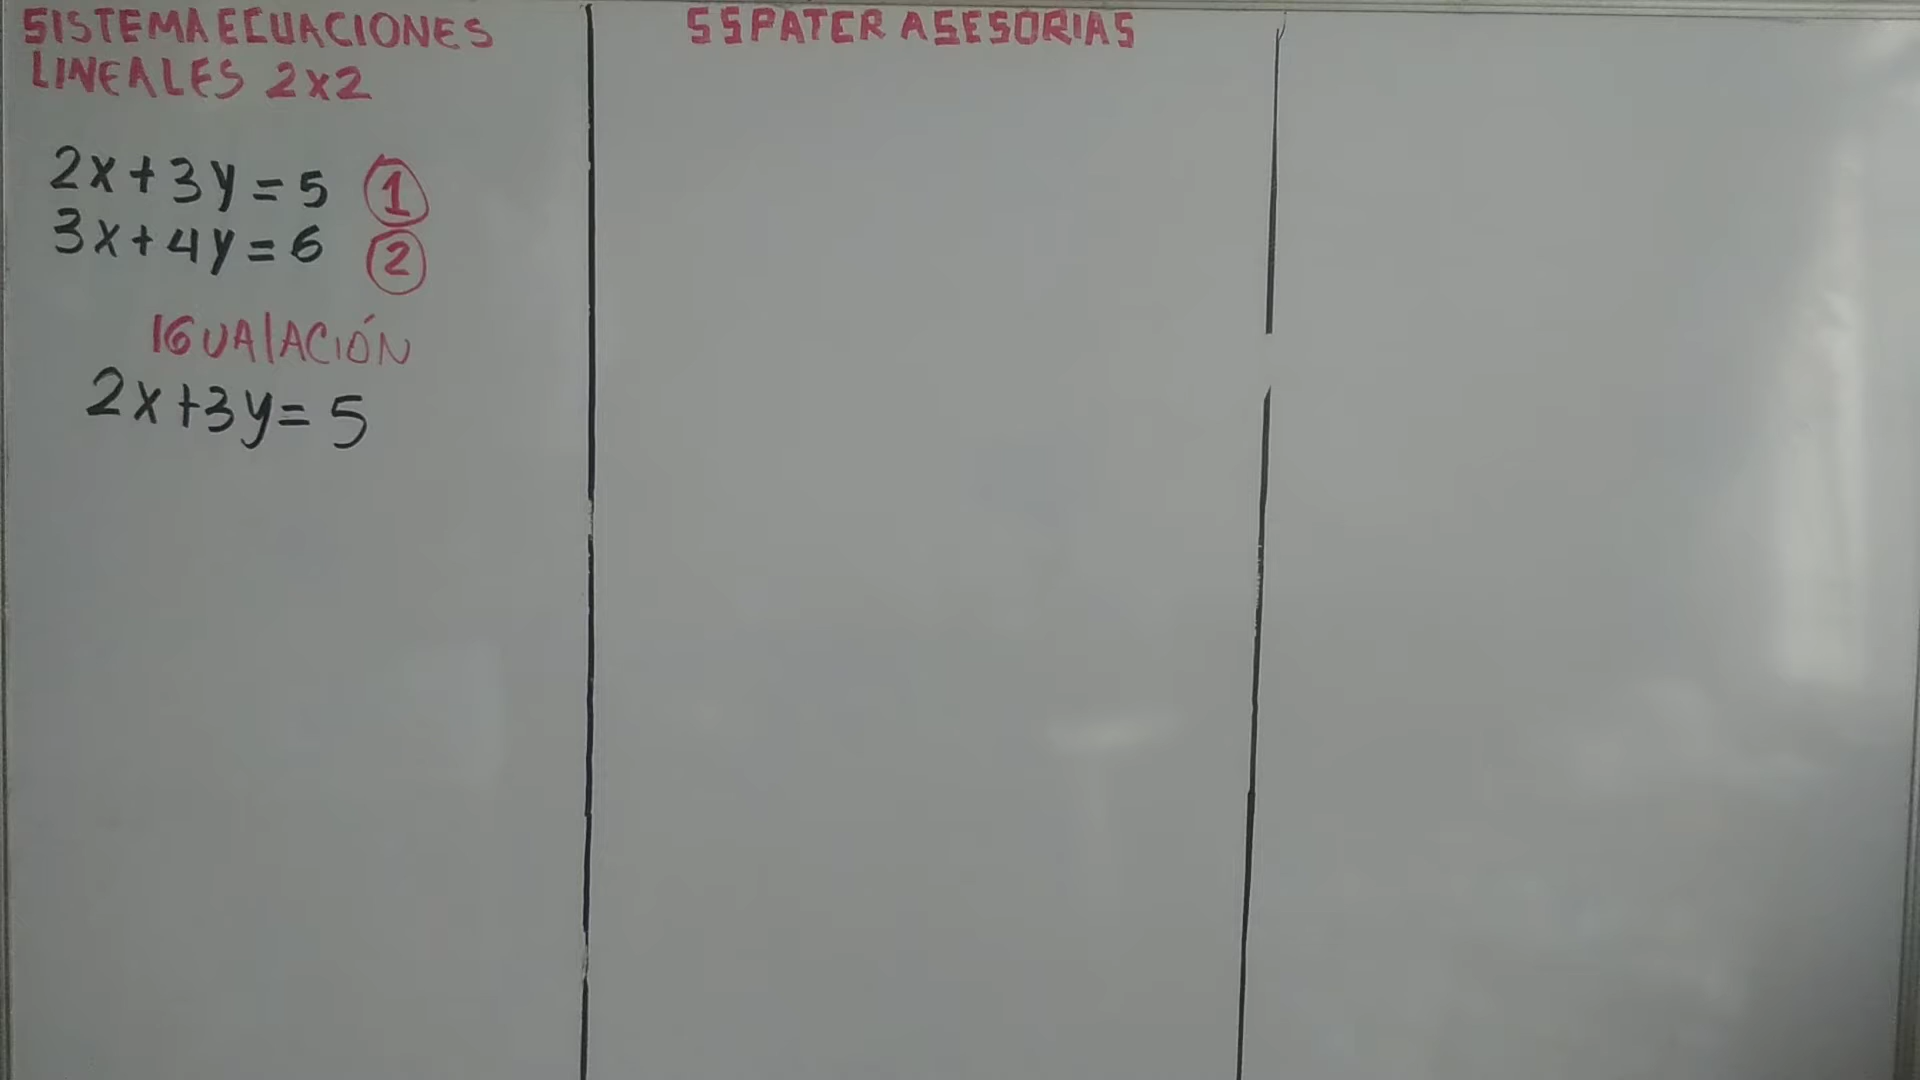 SISTEMA ECUACIONES
LINEALES 2x2
2x+3y=5 1
3x+4y=6 2
IGUALACIÓN
2x+3y=5
SSPATER ASESORIAS